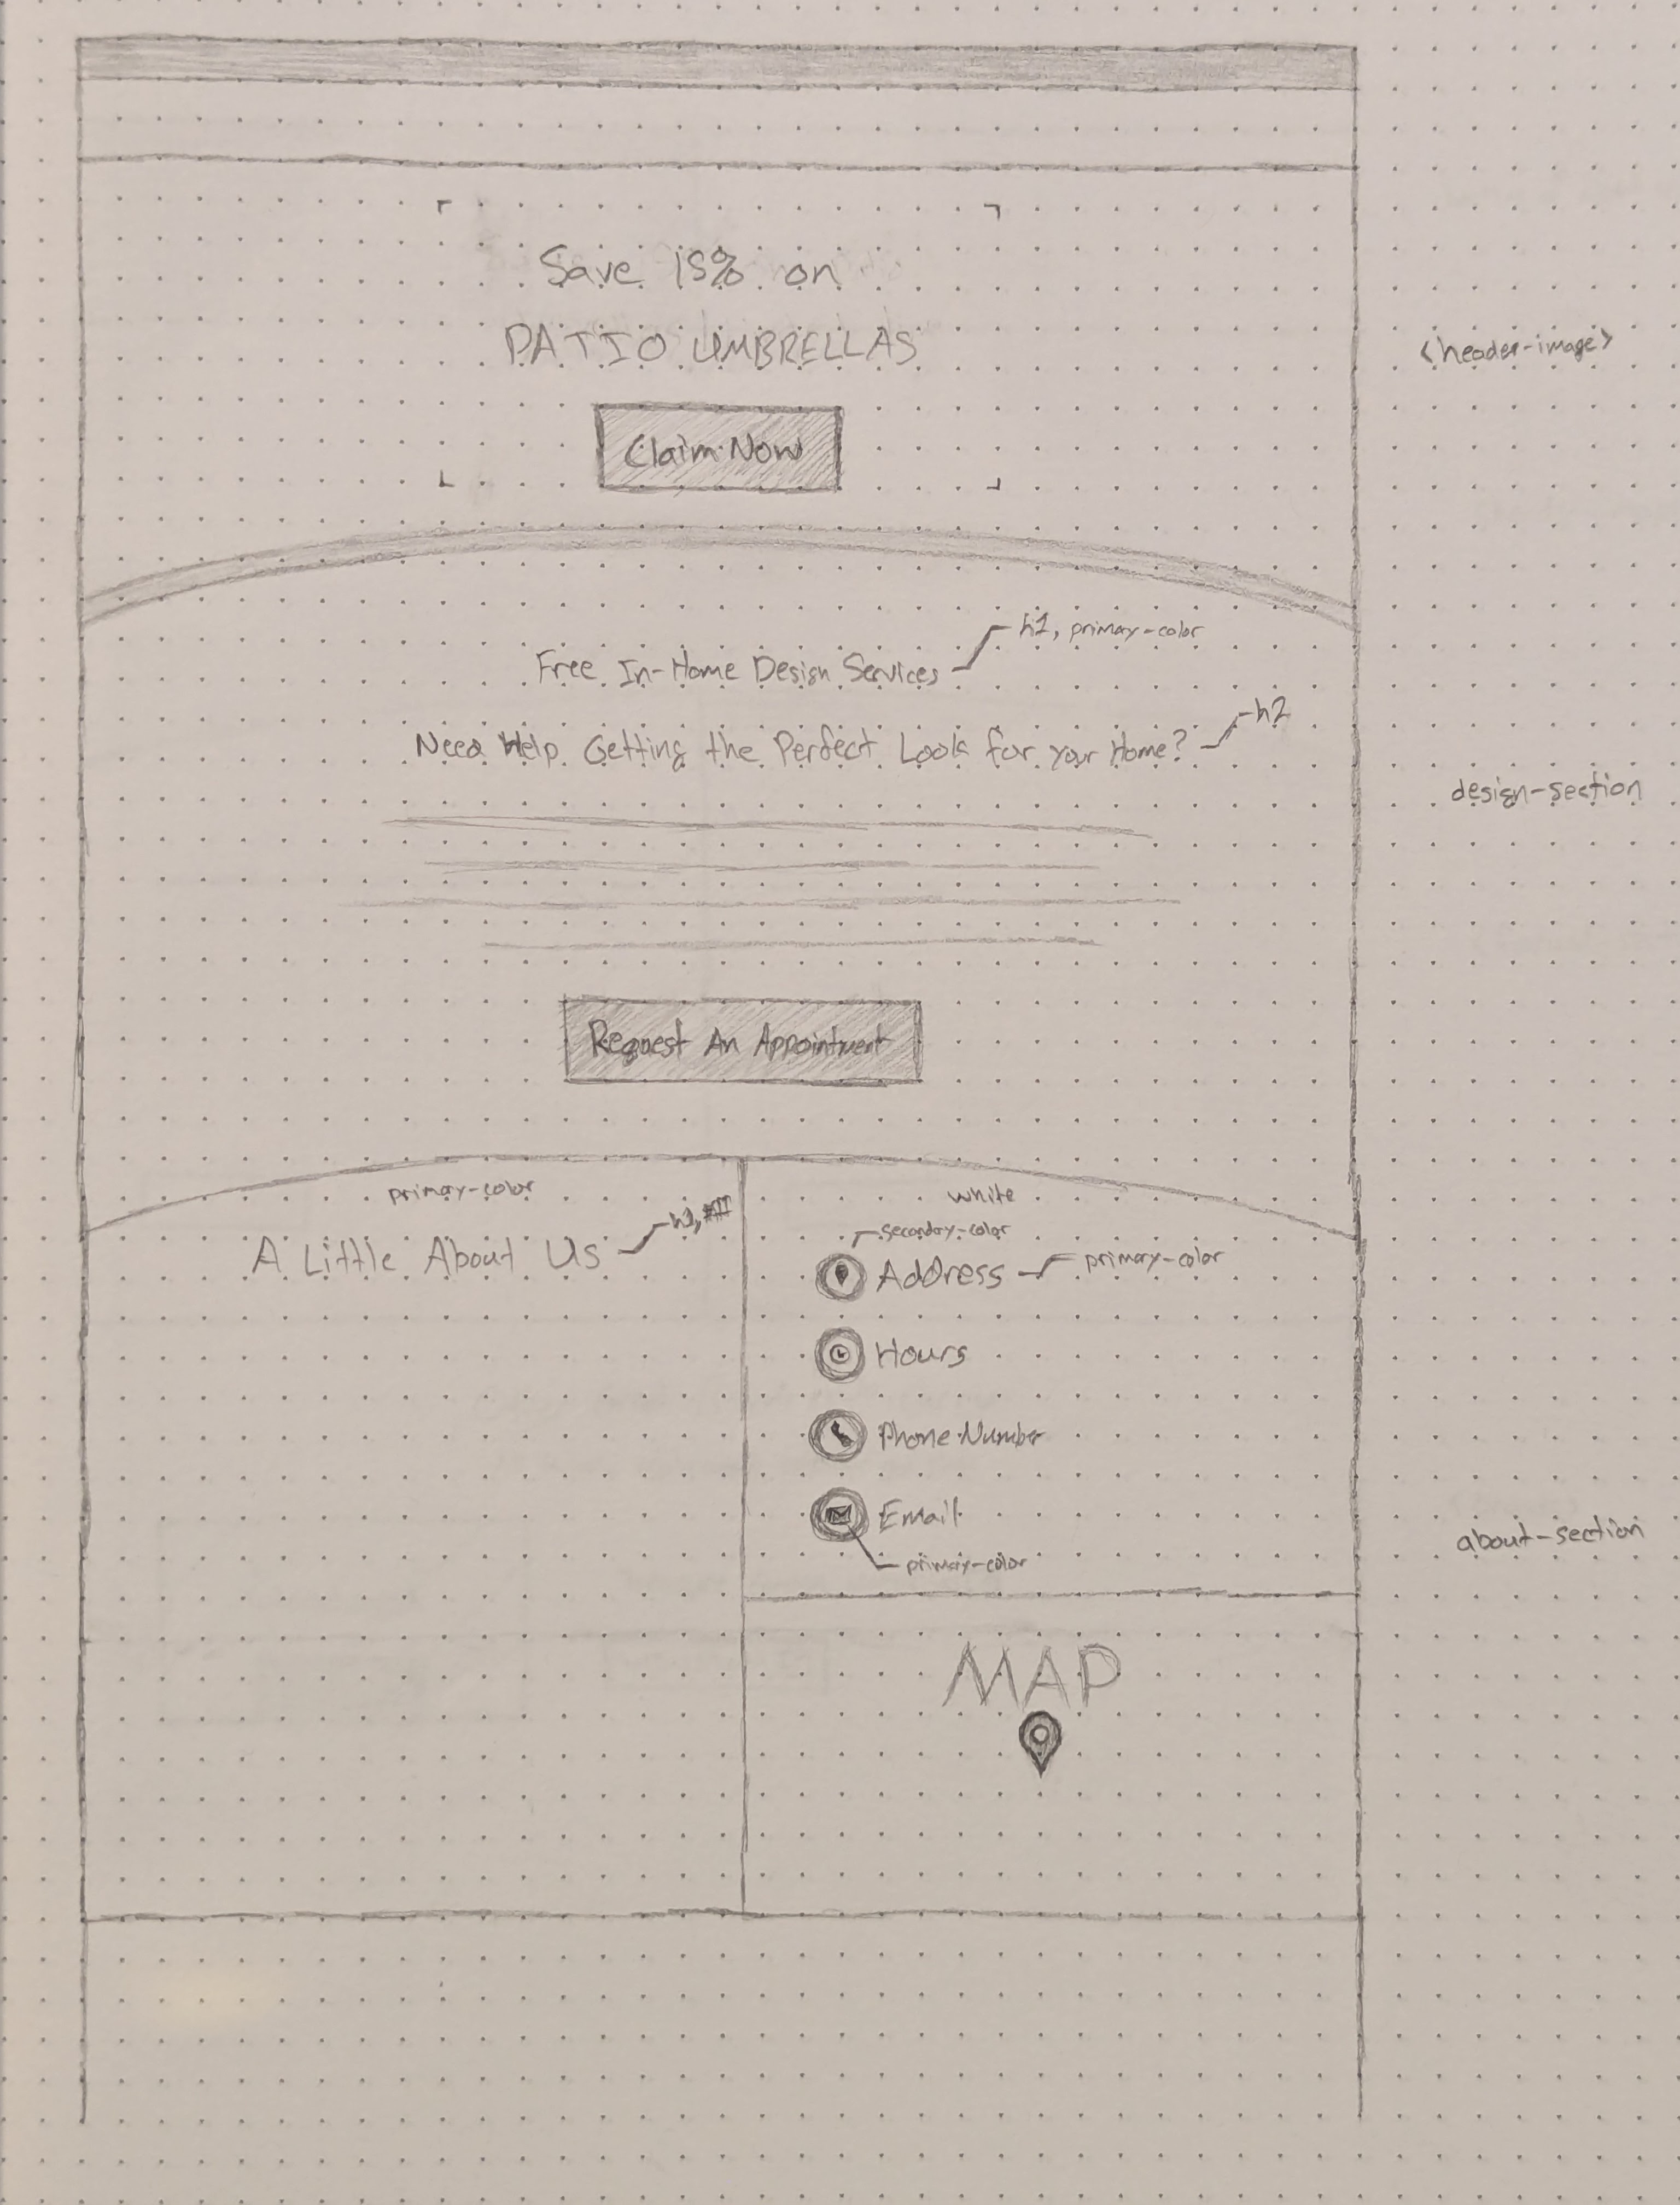 Save 15% on
PATIO UMBRELLAS
<header-image>
Claim Now
h1, primary-color
Free In-Home Design Services
h2
Need Help Getting the Perfect Look for your Home?
design-section
Request An Appointment
primary-color
white
A Little About Us
secondary-color
Address
primary-color
Hours
Phone Number
Email
primary-color
about-section
MAP